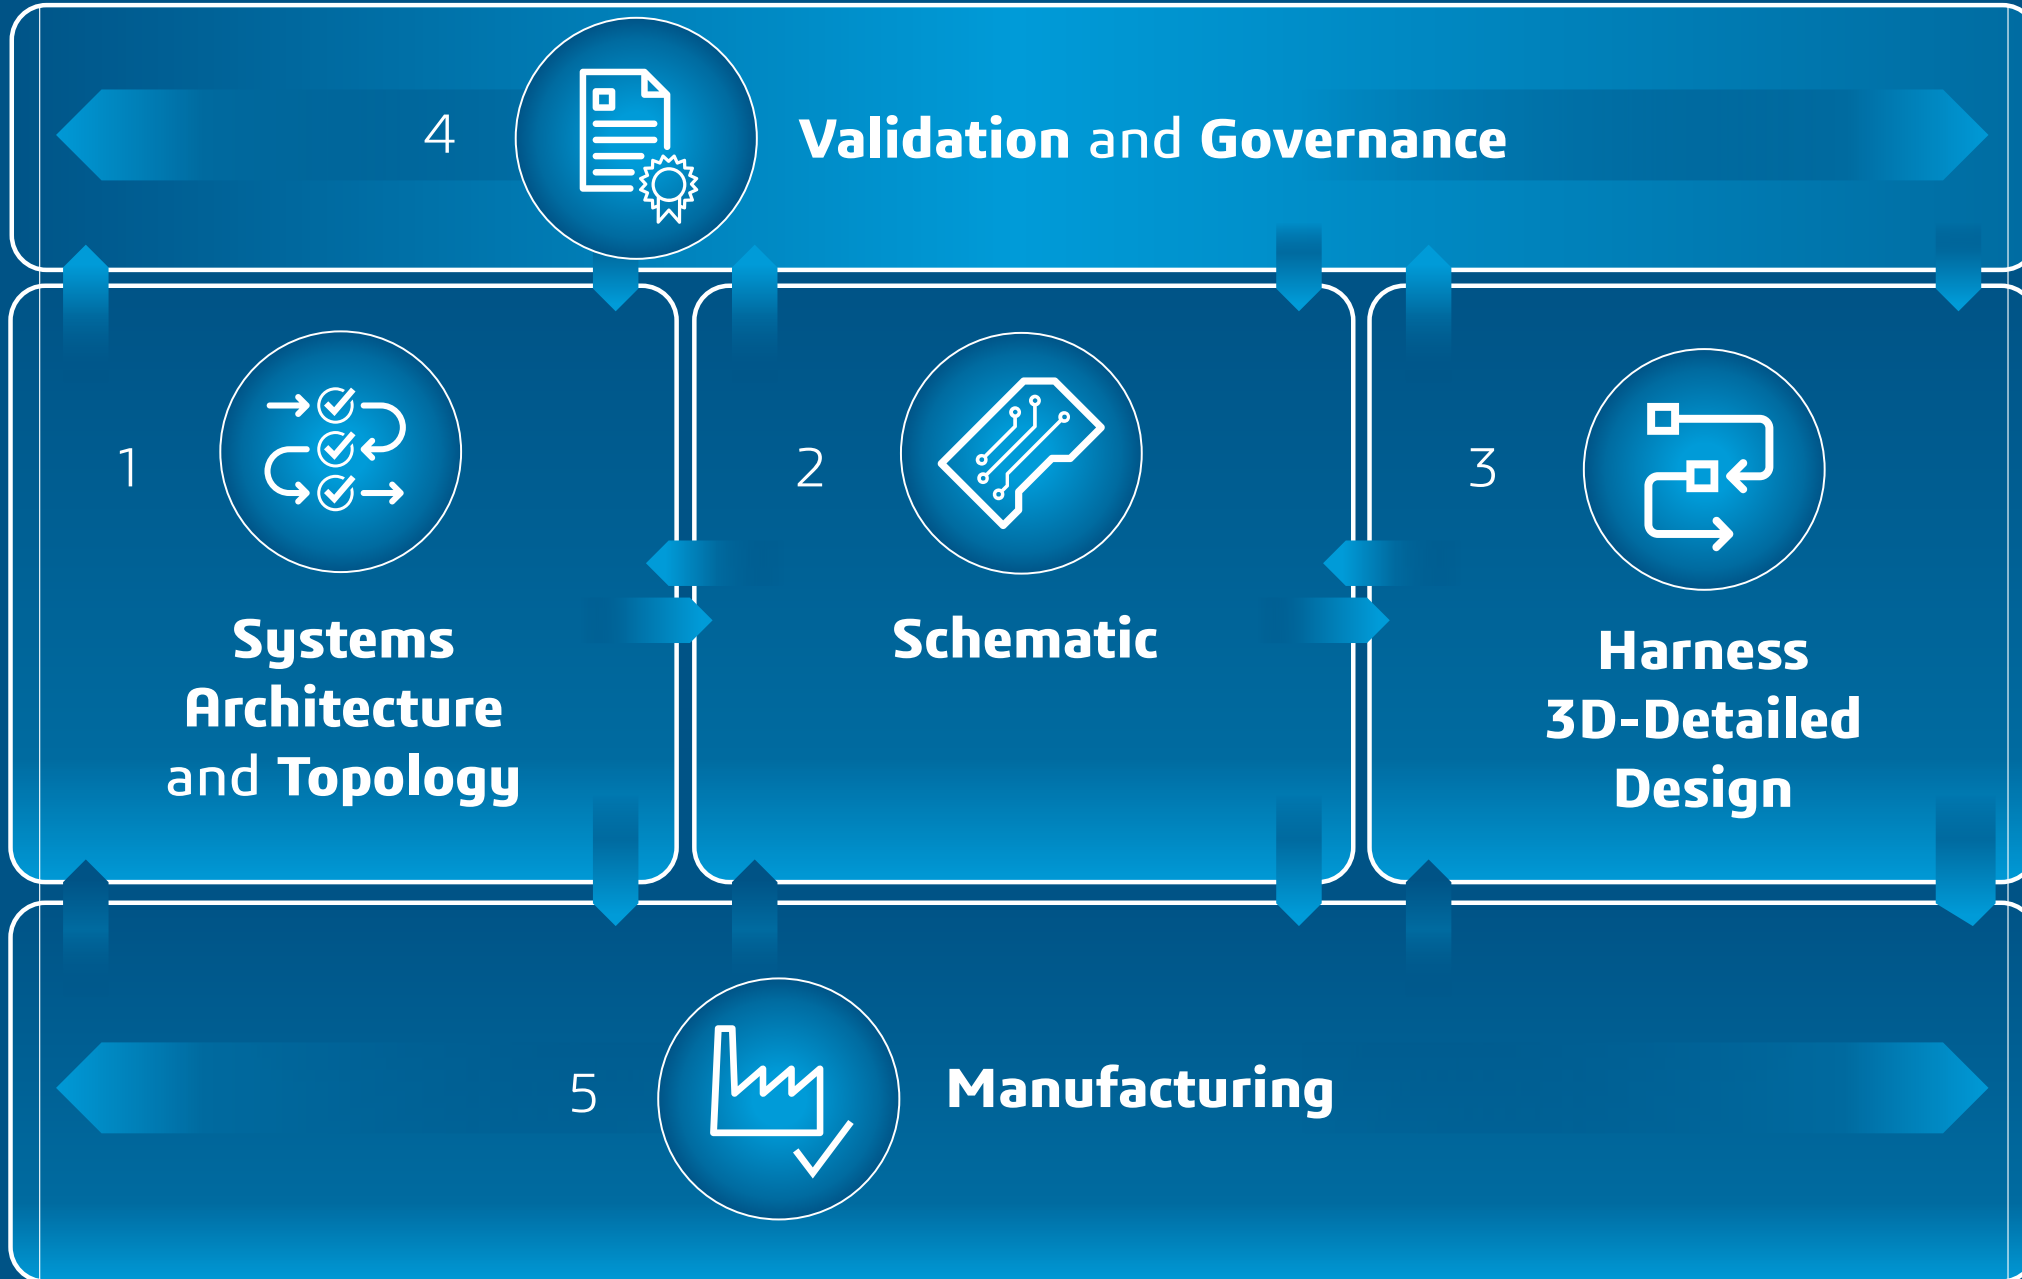 4
Validation and Governance
1
Systems
Architecture
and Topology
2
Schematic
3
Harness
3D-Detailed
Design
5
Manufacturing